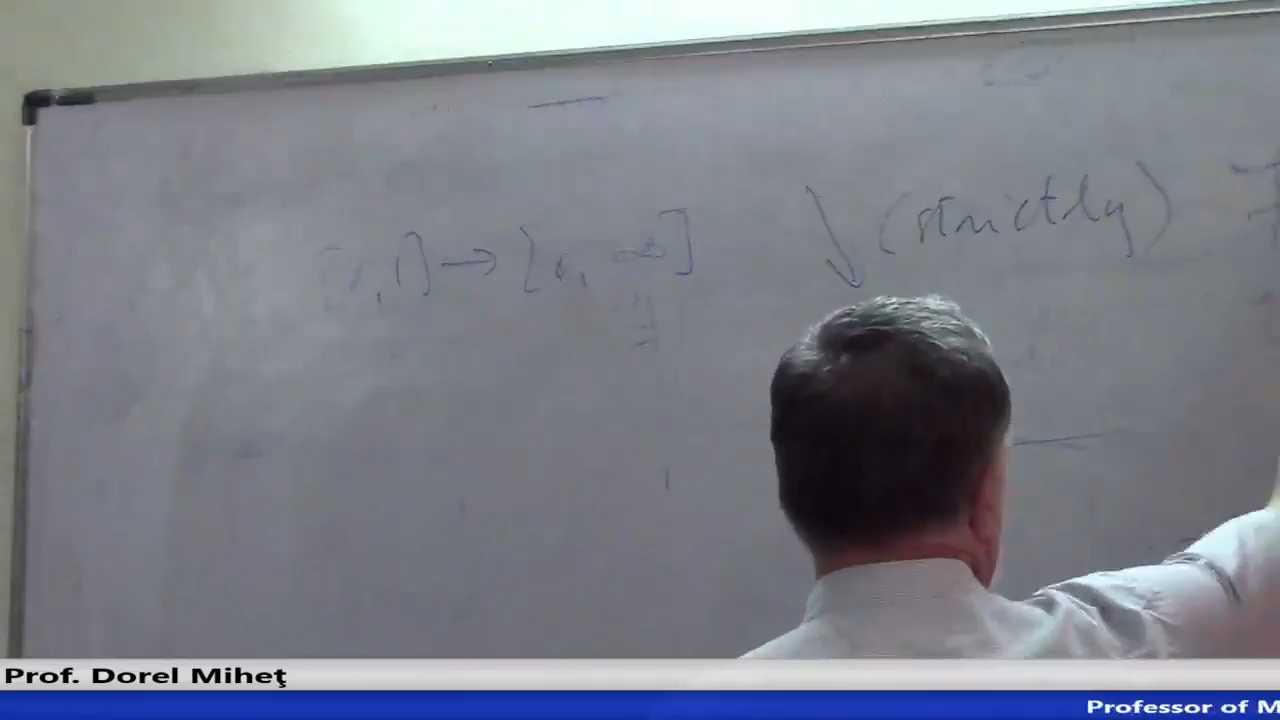 [0,1] → [0, ∞] ↘ (strictly)
Prof. Dorel Miheţ
Professor of M